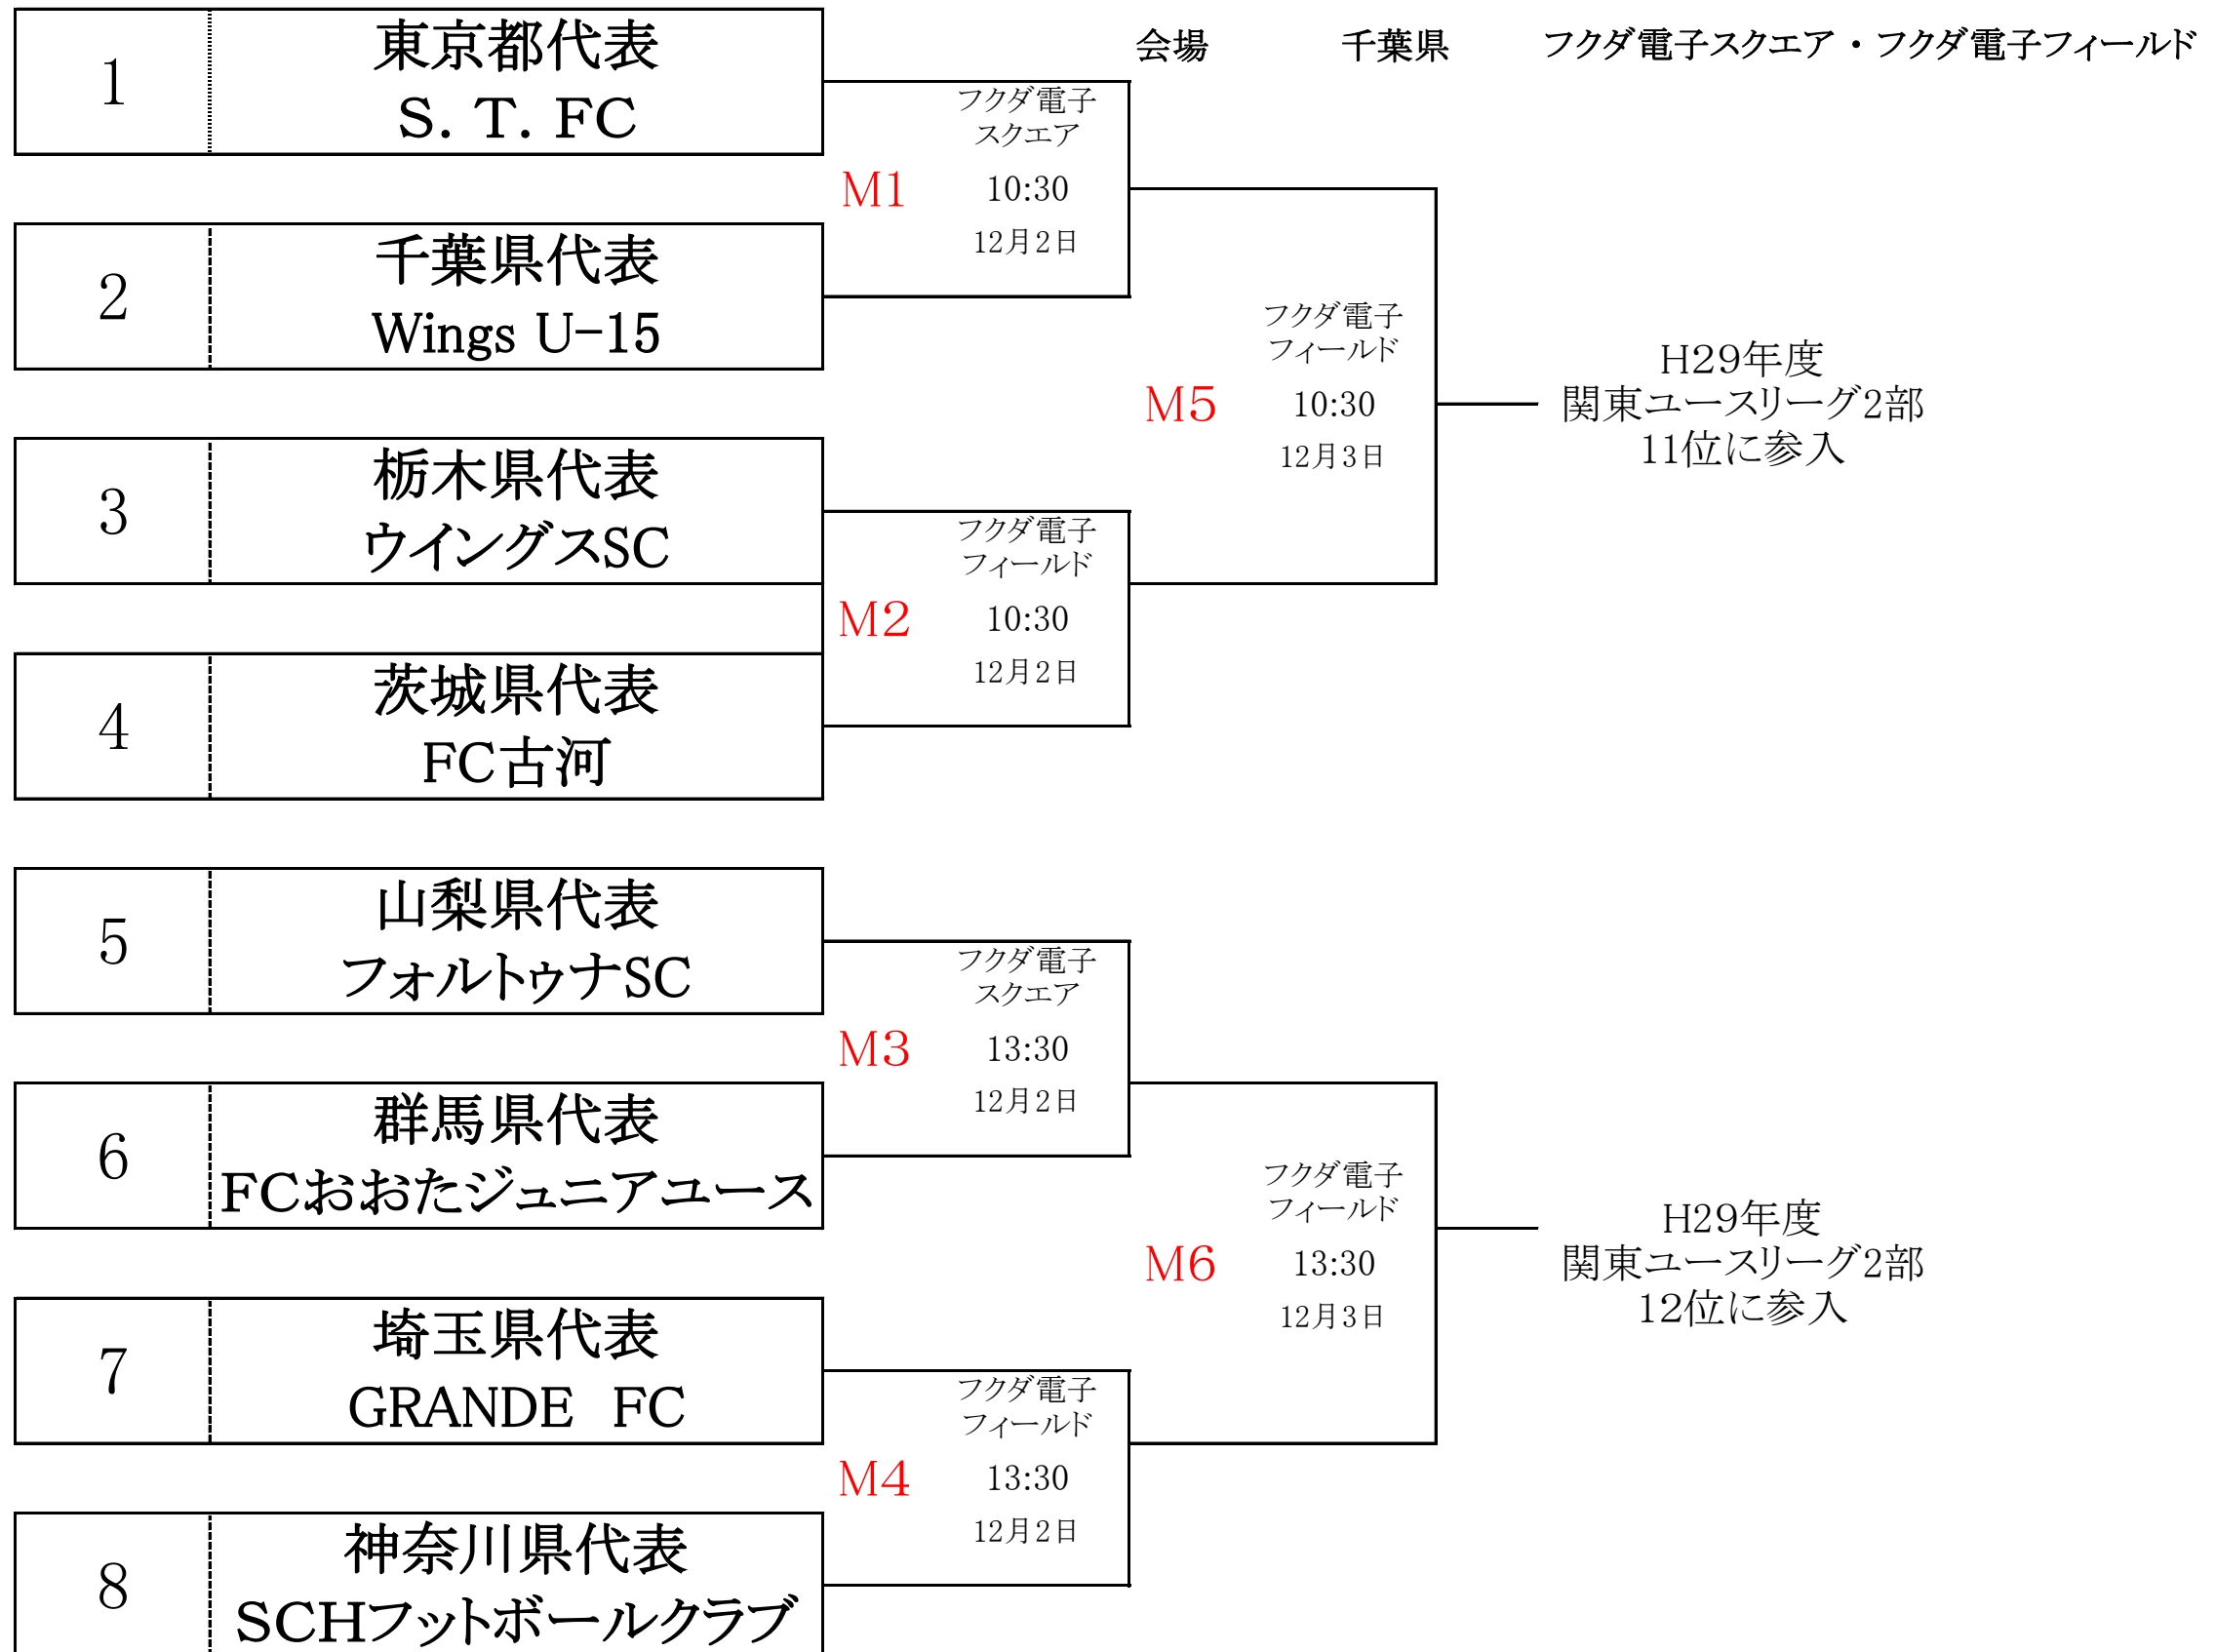 会場 千葉県 フクダ電子スクエア・フクダ電子フィールド
1
東京都代表
S．T．FC
フクダ電子
スクエア
M1
10:30
12月2日
2
千葉県代表
Wings U-15
フクダ電子
フィールド
M5
10:30
12月3日
H29年度
関東ユースリーグ2部
11位に参入
3
栃木県代表
ウイングスSC
フクダ電子
フィールド
M2
10:30
12月2日
4
茨城県代表
FC古河
5
山梨県代表
フォルトゥナSC
フクダ電子
スクエア
M3
13:30
12月2日
6
群馬県代表
FCおおたジュニアユース
フクダ電子
フィールド
M6
13:30
12月3日
H29年度
関東ユースリーグ2部
12位に参入
7
埼玉県代表
GRANDE　FC
フクダ電子
フィールド
M4
13:30
12月2日
8
神奈川県代表
SCHフットボールクラブ